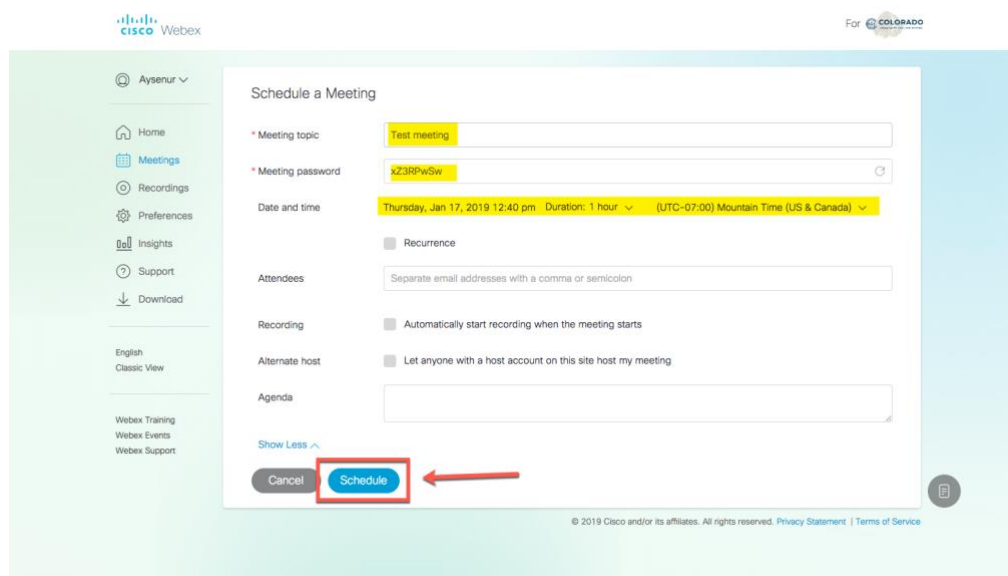 CISCO Webex
For COLORADO
Aysenur
Home
Meetings
Recordings
Preferences
Insights
Support
Download
English
Classic View
Webex Training
Webex Events
Webex Support
Schedule a Meeting
* Meeting topic
Test meeting
* Meeting password
xZ3RPwSw
Date and time
Thursday, Jan 17, 2019 12:40 pm Duration: 1 hour (UTC-07:00) Mountain Time (US & Canada)
Recurrence
Attendees
Separate email addresses with a comma or semicolon
Recording
Automatically start recording when the meeting starts
Alternate host
Let anyone with a host account on this site host my meeting
Agenda
Show Less
Cancel
Schedule
© 2019 Cisco and/or its affiliates. All rights reserved. Privacy Statement | Terms of Service